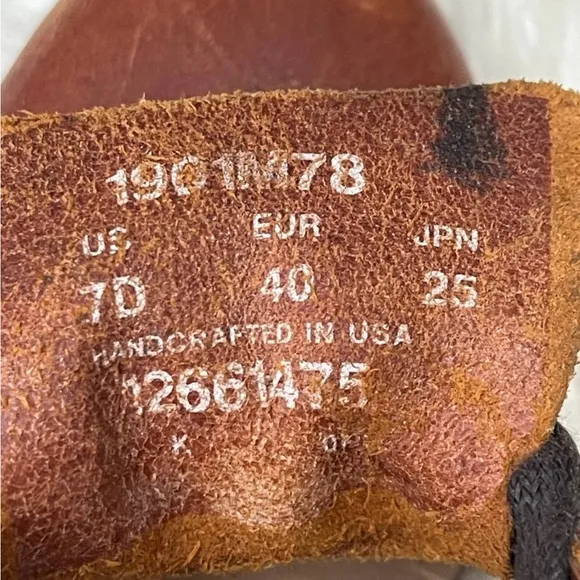 1901M78
US EUR JPN
7D 40 25
HANDCRAFTED IN USA
12661475
K